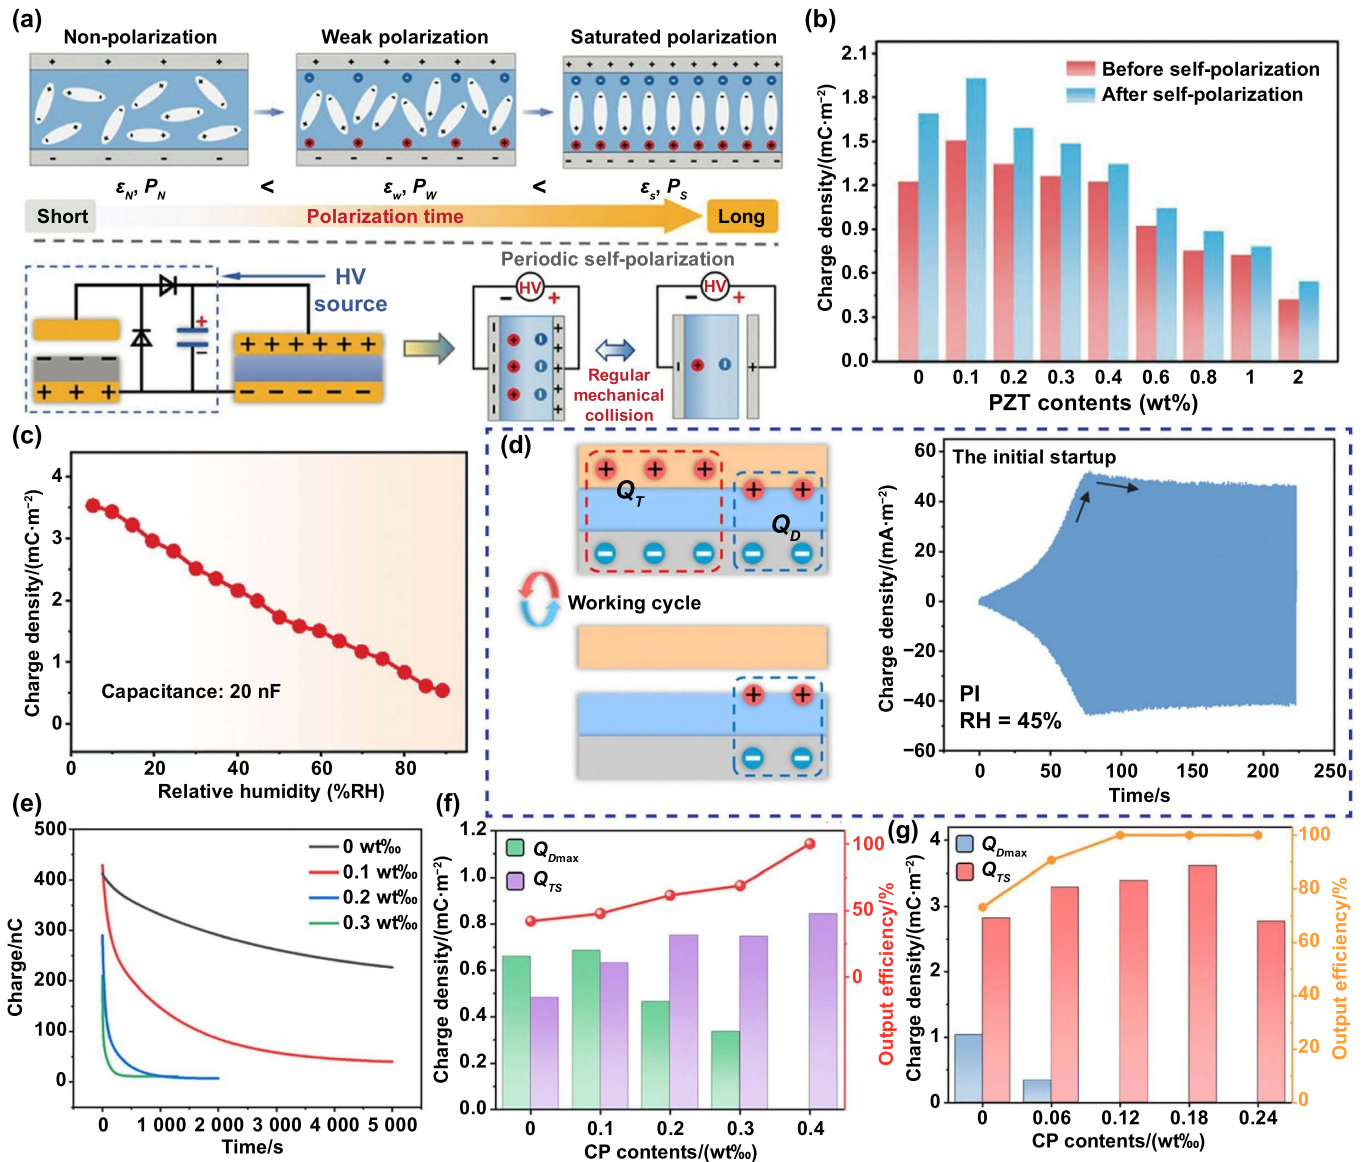 (a)
Non-polarization
Weak polarization
Saturated polarization
εN, PN
<
εw, PW
<
εs, PS
Short
Polarization time
Long
HV
source
Periodic self-polarization
HV
HV
Regular
mechanical
collision
(b)
2.1
1.8
1.5
1.2
0.9
0.6
0.3
0.0
Charge density/(mC·m⁻²)
Before self-polarization
After self-polarization
0 0.1 0.2 0.3 0.4 0.6 0.8 1 2
PZT contents (wt%)
(c)
4
3
2
1
0
Charge density/(mC·m⁻²)
Capacitance: 20 nF
0 20 40 60 80
Relative humidity (%RH)
(d)
QT
QD
Working cycle
60
40
20
0
−20
−40
−60
Charge density/(mA·m⁻²)
The initial startup
PI
RH = 45%
0 50 100 150 200 250
Time/s
(e)
500
400
300
200
100
0
Charge/nC
0 wt‰
0.1 wt‰
0.2 wt‰
0.3 wt‰
0 1 000 2 000 3 000 4 000 5 000
Time/s
(f)
1.2
1.0
0.8
0.6
0.4
0.2
0.0
Charge density/(mC·m⁻²)
QDmax
QTS
100
50
0
Output efficiency/%
0 0.1 0.2 0.3 0.4
CP contents/(wt‰)
(g)
4
3
2
1
0
Charge density/(mC·m⁻²)
QDmax
QTS
100
80
60
40
20
0
Output efficiency/%
0 0.06 0.12 0.18 0.24
CP contents/(wt‰)